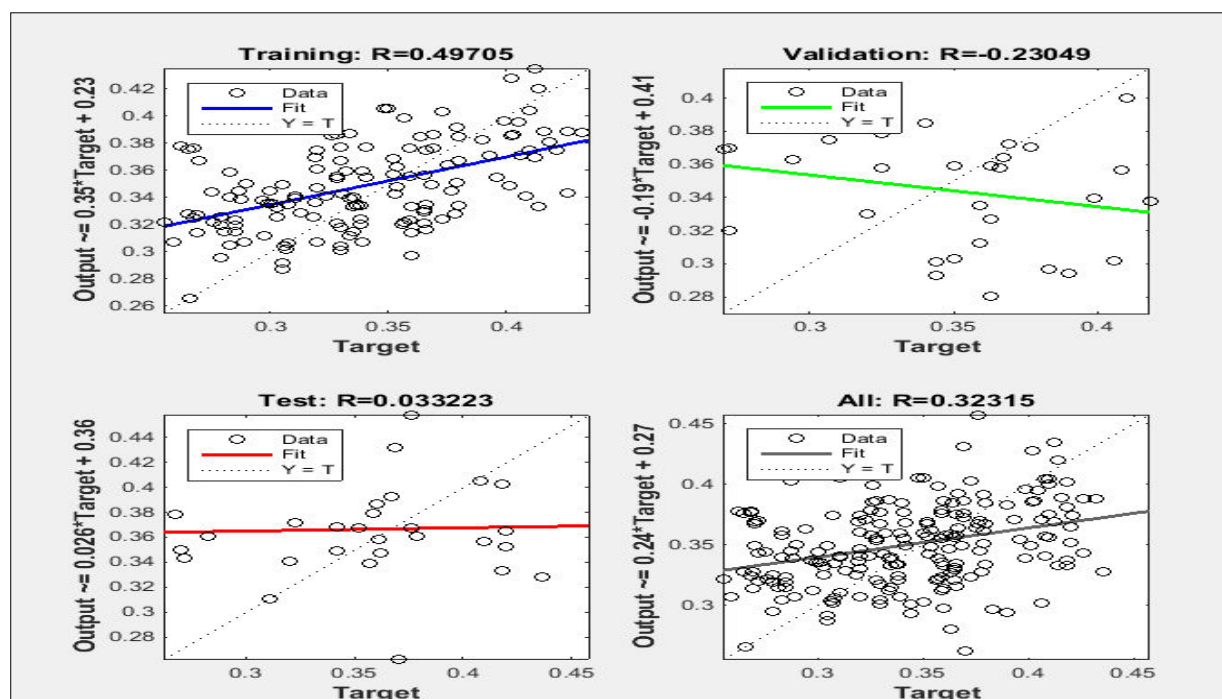 Training: R=0.49705
Output ~= 0.35*Target + 0.23
0.42
0.4
0.38
0.36
0.34
0.32
0.3
0.28
0.26
Data
Fit
Y = T
0.3
0.35
0.4
Target
Validation: R=-0.23049
Output ~= -0.19*Target + 0.41
0.4
0.38
0.36
0.34
0.32
0.3
0.28
Data
Fit
Y = T
0.3
0.35
0.4
Target
Test: R=0.033223
Output ~= 0.026*Target + 0.36
0.44
0.42
0.4
0.38
0.36
0.34
0.32
0.3
0.28
Data
Fit
Y = T
0.3
0.35
0.4
0.45
Target
All: R=0.32315
Output ~= 0.24*Target + 0.27
0.45
0.4
0.35
0.3
Data
Fit
Y = T
0.3
0.35
0.4
0.45
Target